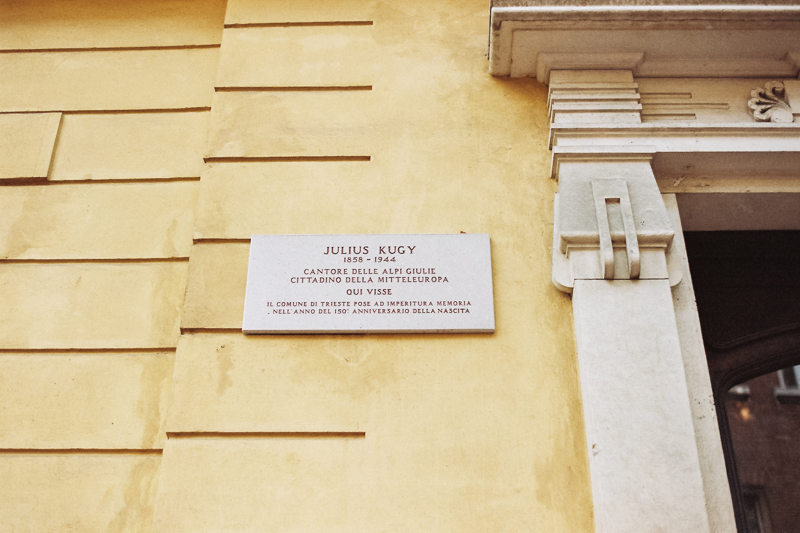 JULIUS KUGY
1858 - 1944
CANTORE DELLE ALPI GIULIE
CITTADINO DELLA MITTELEUROPA
QUI VISSE
IL COMUNE DI TRIESTE POSE AD IMPERITURA MEMORIA
NELL'ANNO DEL 150° ANNIVERSARIO DELLA NASCITA